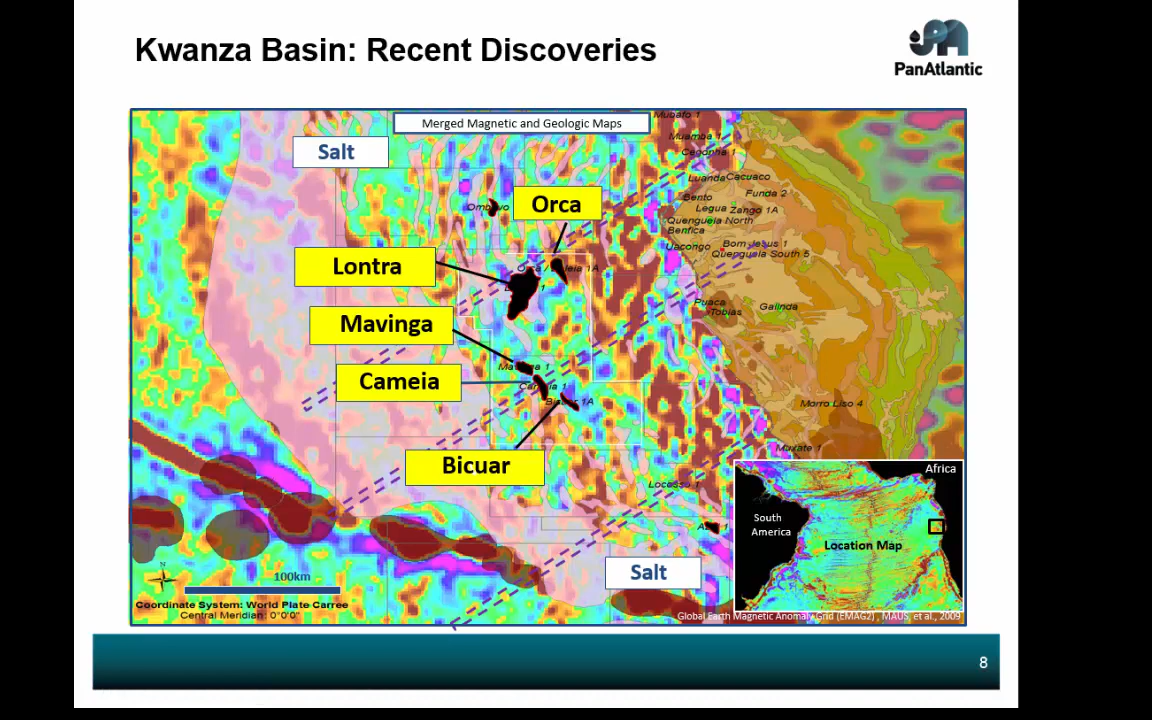 Kwanza Basin: Recent Discoveries
PanAtlantic
Merged Magnetic and Geologic Maps
Mubafo 1
Muamba 1
Cegonha 1
Salt
Luanda
Cacuaco
Funda 2
Bento
Legua
Zango 1A
Quenguela North
Benfica
Uacongo
Bom Jesus 1
Quenguela South 5
Orca
Lontra
Mavinga
Cameia
Bicuar
Puaca
Tobias
Galinda
Morro Liso 4
Salt
100km
N
Coordinate System: World Plate Carree
Central Meridian: 0°0'0"
Africa
South
America
Location Map
Global Earth Magnetic Anomaly Grid (EMAG2) , MAUS, et al., 2009
8